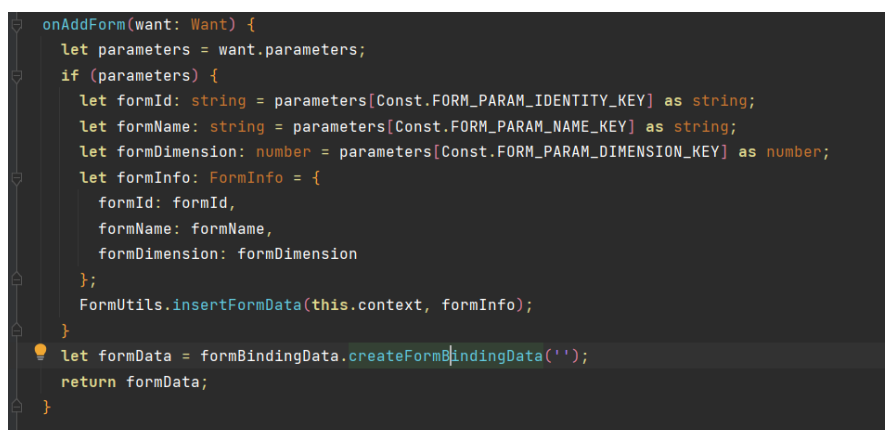 onAddForm(want: Want) {
let parameters = want.parameters;
if (parameters) {
let formId: string = parameters[Const.FORM_PARAM_IDENTITY_KEY] as string;
let formName: string = parameters[Const.FORM_PARAM_NAME_KEY] as string;
let formDimension: number = parameters[Const.FORM_PARAM_DIMENSION_KEY] as number;
let formInfo: FormInfo = {
formId: formId,
formName: formName,
formDimension: formDimension
};
FormUtils.insertFormData(this.context, formInfo);
}
let formData = formBindingData.createFormBindingData('');
return formData;
}